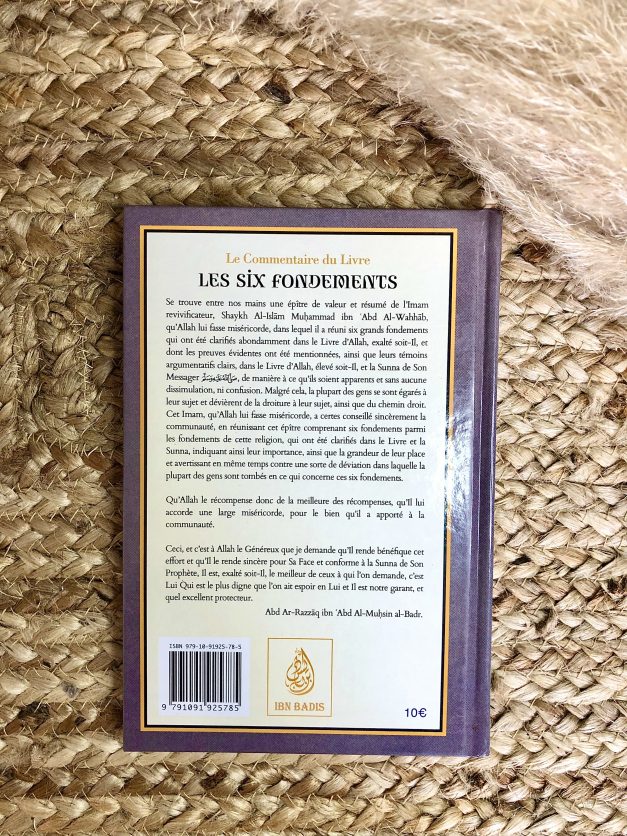 Le Commentaire du Livre
LES SIX FONDEMENTS
Se trouve entre nos mains une épître de valeur et résumé de l'Imam
revivificateur, Shaykh Al-Islâm Muḥammad ibn ʿAbd Al-Wahhâb,
qu'Allah lui fasse miséricorde, dans lequel il a réuni six grands fondements
qui ont été clarifiés abondamment dans le Livre d'Allah, exalté soit-Il, et
dont les preuves évidentes ont été mentionnées, ainsi que leurs témoins
argumentatifs clairs, dans le Livre d'Allah, élevé soit-Il, et la Sunna de Son
Messager ﷺ, de manière à ce qu'ils soient apparents et sans aucune
dissimulation, ni confusion. Malgré cela, la plupart des gens se sont égarés à
leur sujet et dévièrent de la droiture à leur sujet, ainsi que du chemin droit.
Cet Imam, qu'Allah lui fasse miséricorde, a certes conseillé sincèrement la
communauté, en réunissant cet épître comprenant six fondements parmi
les fondements de cette religion, qui ont été clarifiés dans le Livre et la
Sunna, indiquant ainsi leur importance, ainsi que la grandeur de leur place
et avertissant en même temps contre une sorte de déviation dans laquelle la
plupart des gens sont tombés en ce qui concerne ces six fondements.
Qu'Allah le récompense donc de la meilleure des récompenses, qu'Il lui
accorde une large miséricorde, pour le bien qu'il a apporté à la
communauté.
Ceci, et c'est à Allah le Généreux que je demande qu'Il rende bénéfique cet
effort et qu'Il le rende sincère pour Sa Face et conforme à la Sunna de Son
Prophète, Il est, exalté soit-Il, le meilleur de ceux à qui l'on demande, c'est
Lui Qui est le plus digne que l'on ait espoir en Lui et Il est notre garant, et
quel excellent protecteur.
Abd Ar-Razzâq ibn ʿAbd Al-Muḥsin al-Badr.
ISBN 979-10-91925-78-5
9 791091 925785
ابن باديس
IBN BADIS
10€